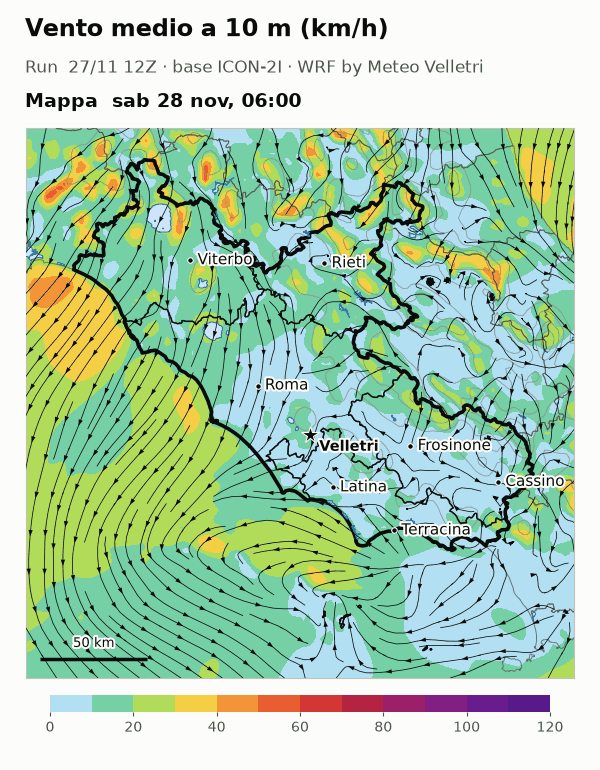 Vento medio a 10 m (km/h)
Run 27/11 12Z · base ICON-2I · WRF by Meteo Velletri
Mappa sab 28 nov, 06:00
Viterbo
Rieti
Roma
Velletri
Frosinone
Latina
Cassino
Terracina
50 km
0 20 40 60 80 100 120